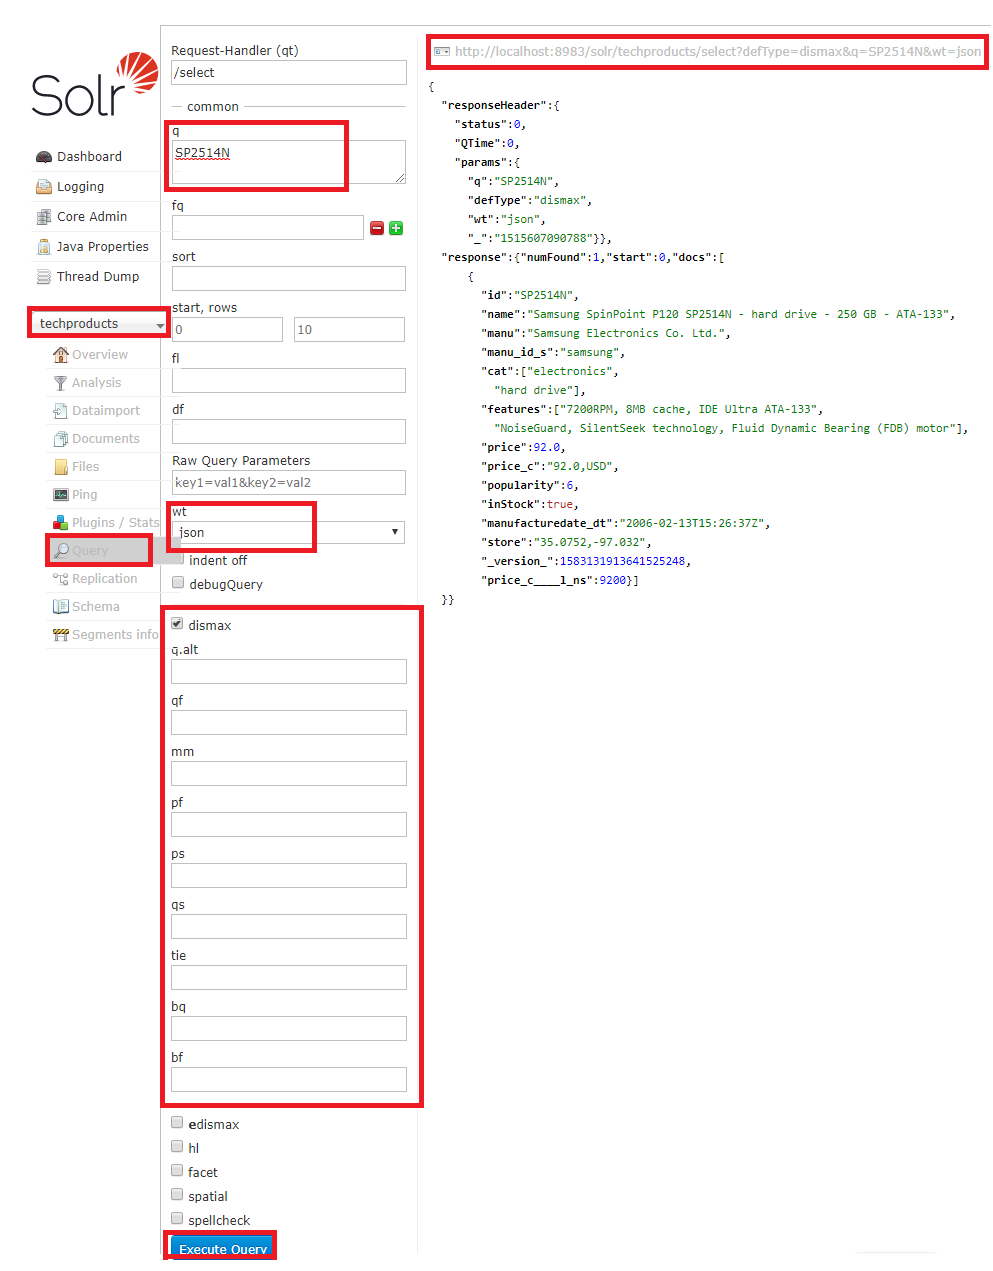 Solr
Dashboard
Logging
Core Admin
Java Properties
Thread Dump
techproducts
Overview
Analysis
Dataimport
Documents
Files
Ping
Plugins / Stats
Query
Replication
Schema
Segments info
Request-Handler (qt)
/select
common
q
SP2514N
fq
sort
start, rows
0
10
fl
df
Raw Query Parameters
key1=val1&key2=val2
wt
json
indent off
debugQuery
dismax
q.alt
qf
mm
pf
ps
qs
tie
bq
bf
edismax
hl
facet
spatial
spellcheck
Execute Query
http://localhost:8983/solr/techproducts/select?defType=dismax&q=SP2514N&wt=json
{
"responseHeader":{
"status":0,
"QTime":0,
"params":{
"q":"SP2514N",
"defType":"dismax",
"wt":"json",
"_":"1515607090788"}},
"response":{"numFound":1,"start":0,"docs":[
{
"id":"SP2514N",
"name":"Samsung SpinPoint P120 SP2514N - hard drive - 250 GB - ATA-133",
"manu":"Samsung Electronics Co. Ltd.",
"manu_id_s":"samsung",
"cat":["electronics",
"hard drive"],
"features":["7200RPM, 8MB cache, IDE Ultra ATA-133",
"NoiseGuard, SilentSeek technology, Fluid Dynamic Bearing (FDB) motor"],
"price":92.0,
"price_c":"92.0,USD",
"popularity":6,
"inStock":true,
"manufacturedate_dt":"2006-02-13T15:26:37Z",
"store":"35.0752,-97.032",
"_version_":1583131913641525248,
"price_c____l_ns":9200}]
}}